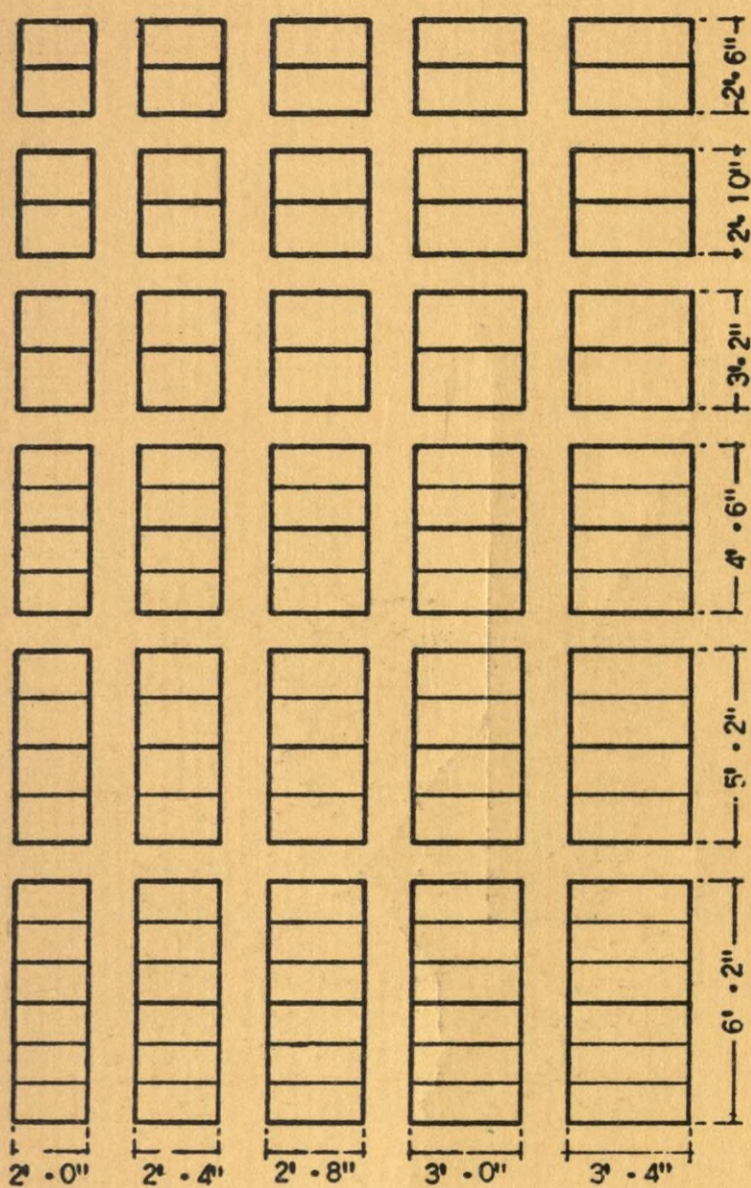 2' - 6"
2' - 10"
3' - 2"
4' - 6"
5' - 2"
6' - 2"
2' - 0" 2' - 4" 2' - 8" 3' - 0" 3' - 4"